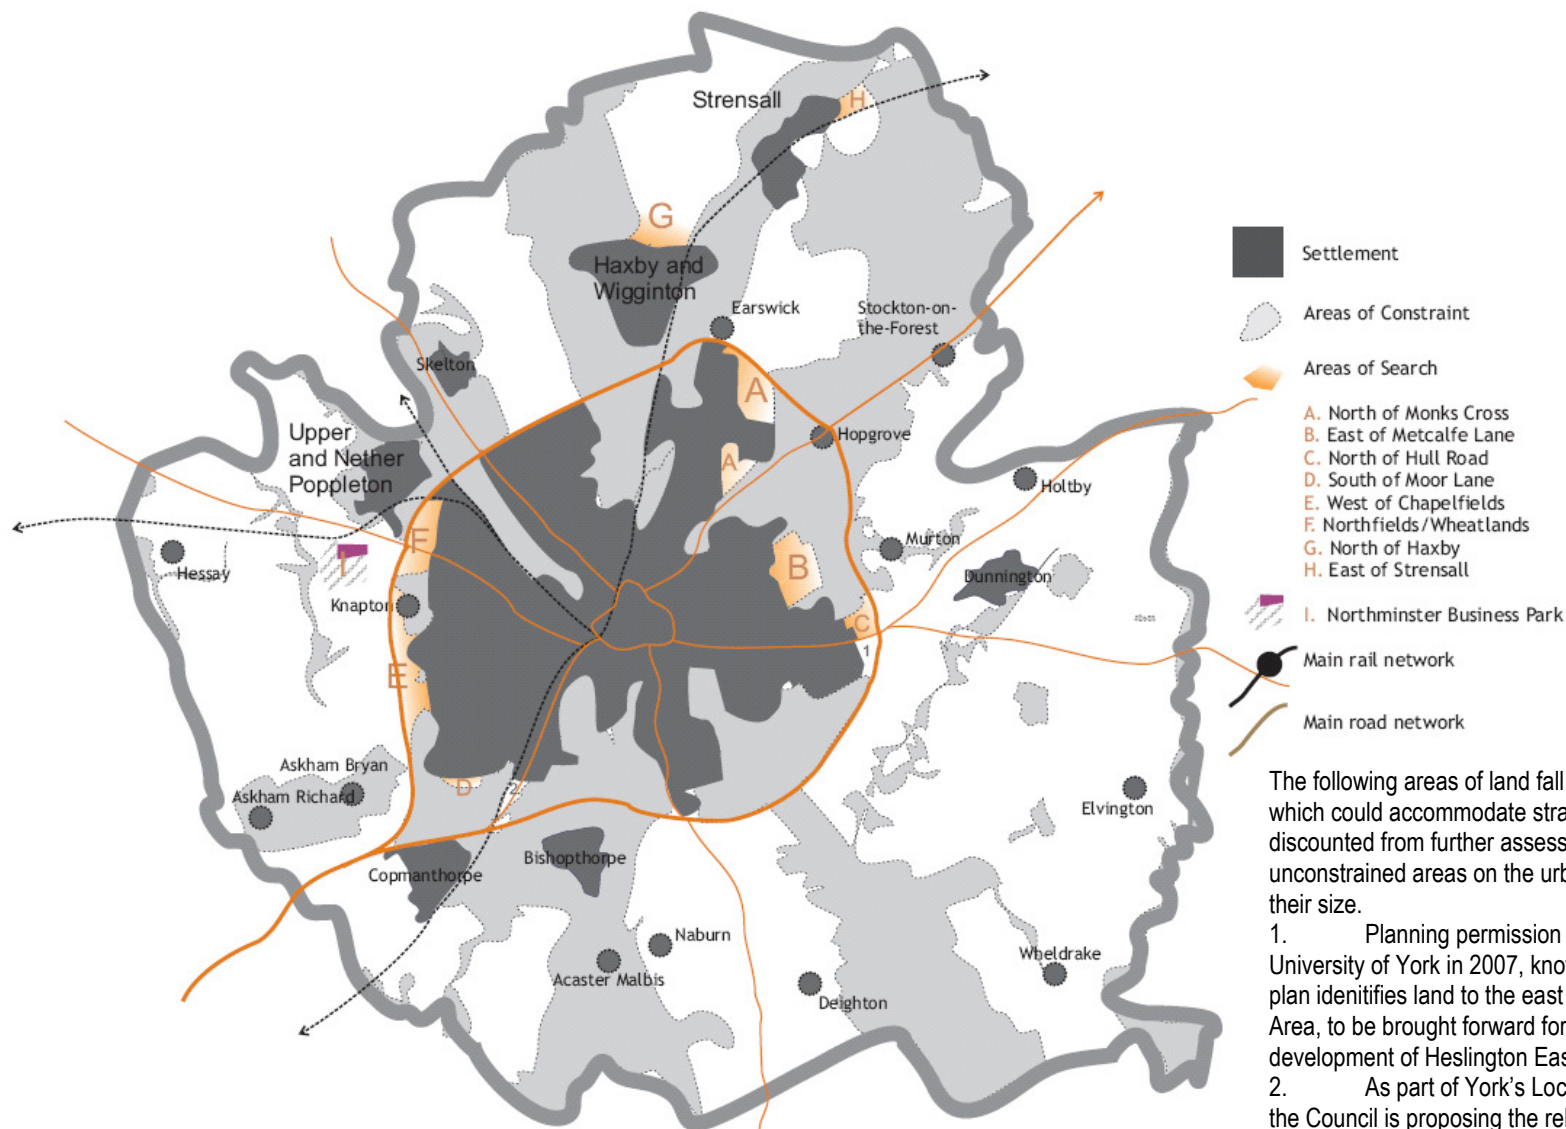 Strensall
H
G
Haxby and
Wigginton
Earswick
Stockton-on-
the-Forest
Skelton
A
Hopgrove
Upper
and Nether
Poppleton
A
Holtby
F
Murton
B
Dunnington
I
Hessay
Knapton
C
1
E
Askham Bryan
Askham Richard
D
2
Elvington
Copmanthorpe
Bishopthorpe
Naburn
Acaster Malbis
Wheldrake
Deighton
Settlement
Areas of Constraint
Areas of Search
A. North of Monks Cross
B. East of Metcalfe Lane
C. North of Hull Road
D. South of Moor Lane
E. West of Chapelfields
F. Northfields/Wheatlands
G. North of Haxby
H. East of Strensall
I. Northminster Business Park
Main rail network
Main road network
The following areas of land fall
which could accommodate stra
discounted from further assess
unconstrained areas on the urb
their size.
1. Planning permission
University of York in 2007, kno
plan idenitifies land to the east
Area, to be brought forward for
development of Heslington Eas
2. As part of York's Loc
the Council is proposing the rel